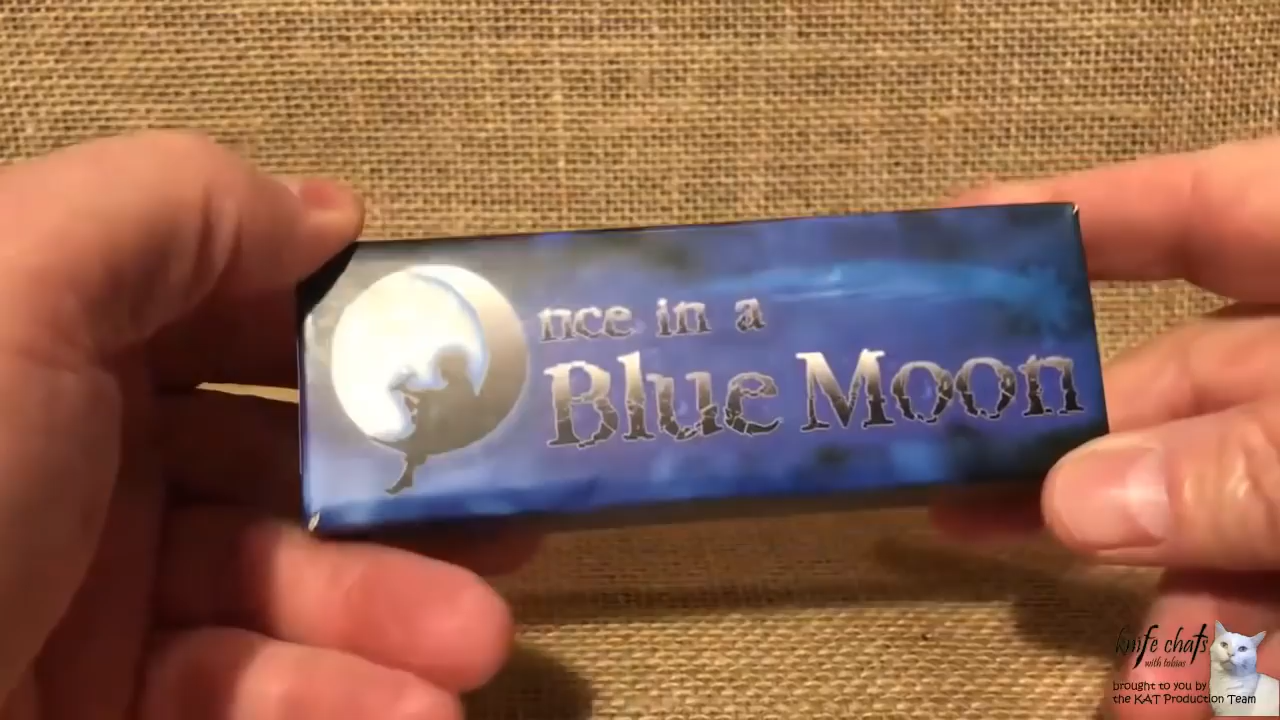 nce in a
Blue Moon
knife chats
with tobias
brought to you by
the KAT Production Team